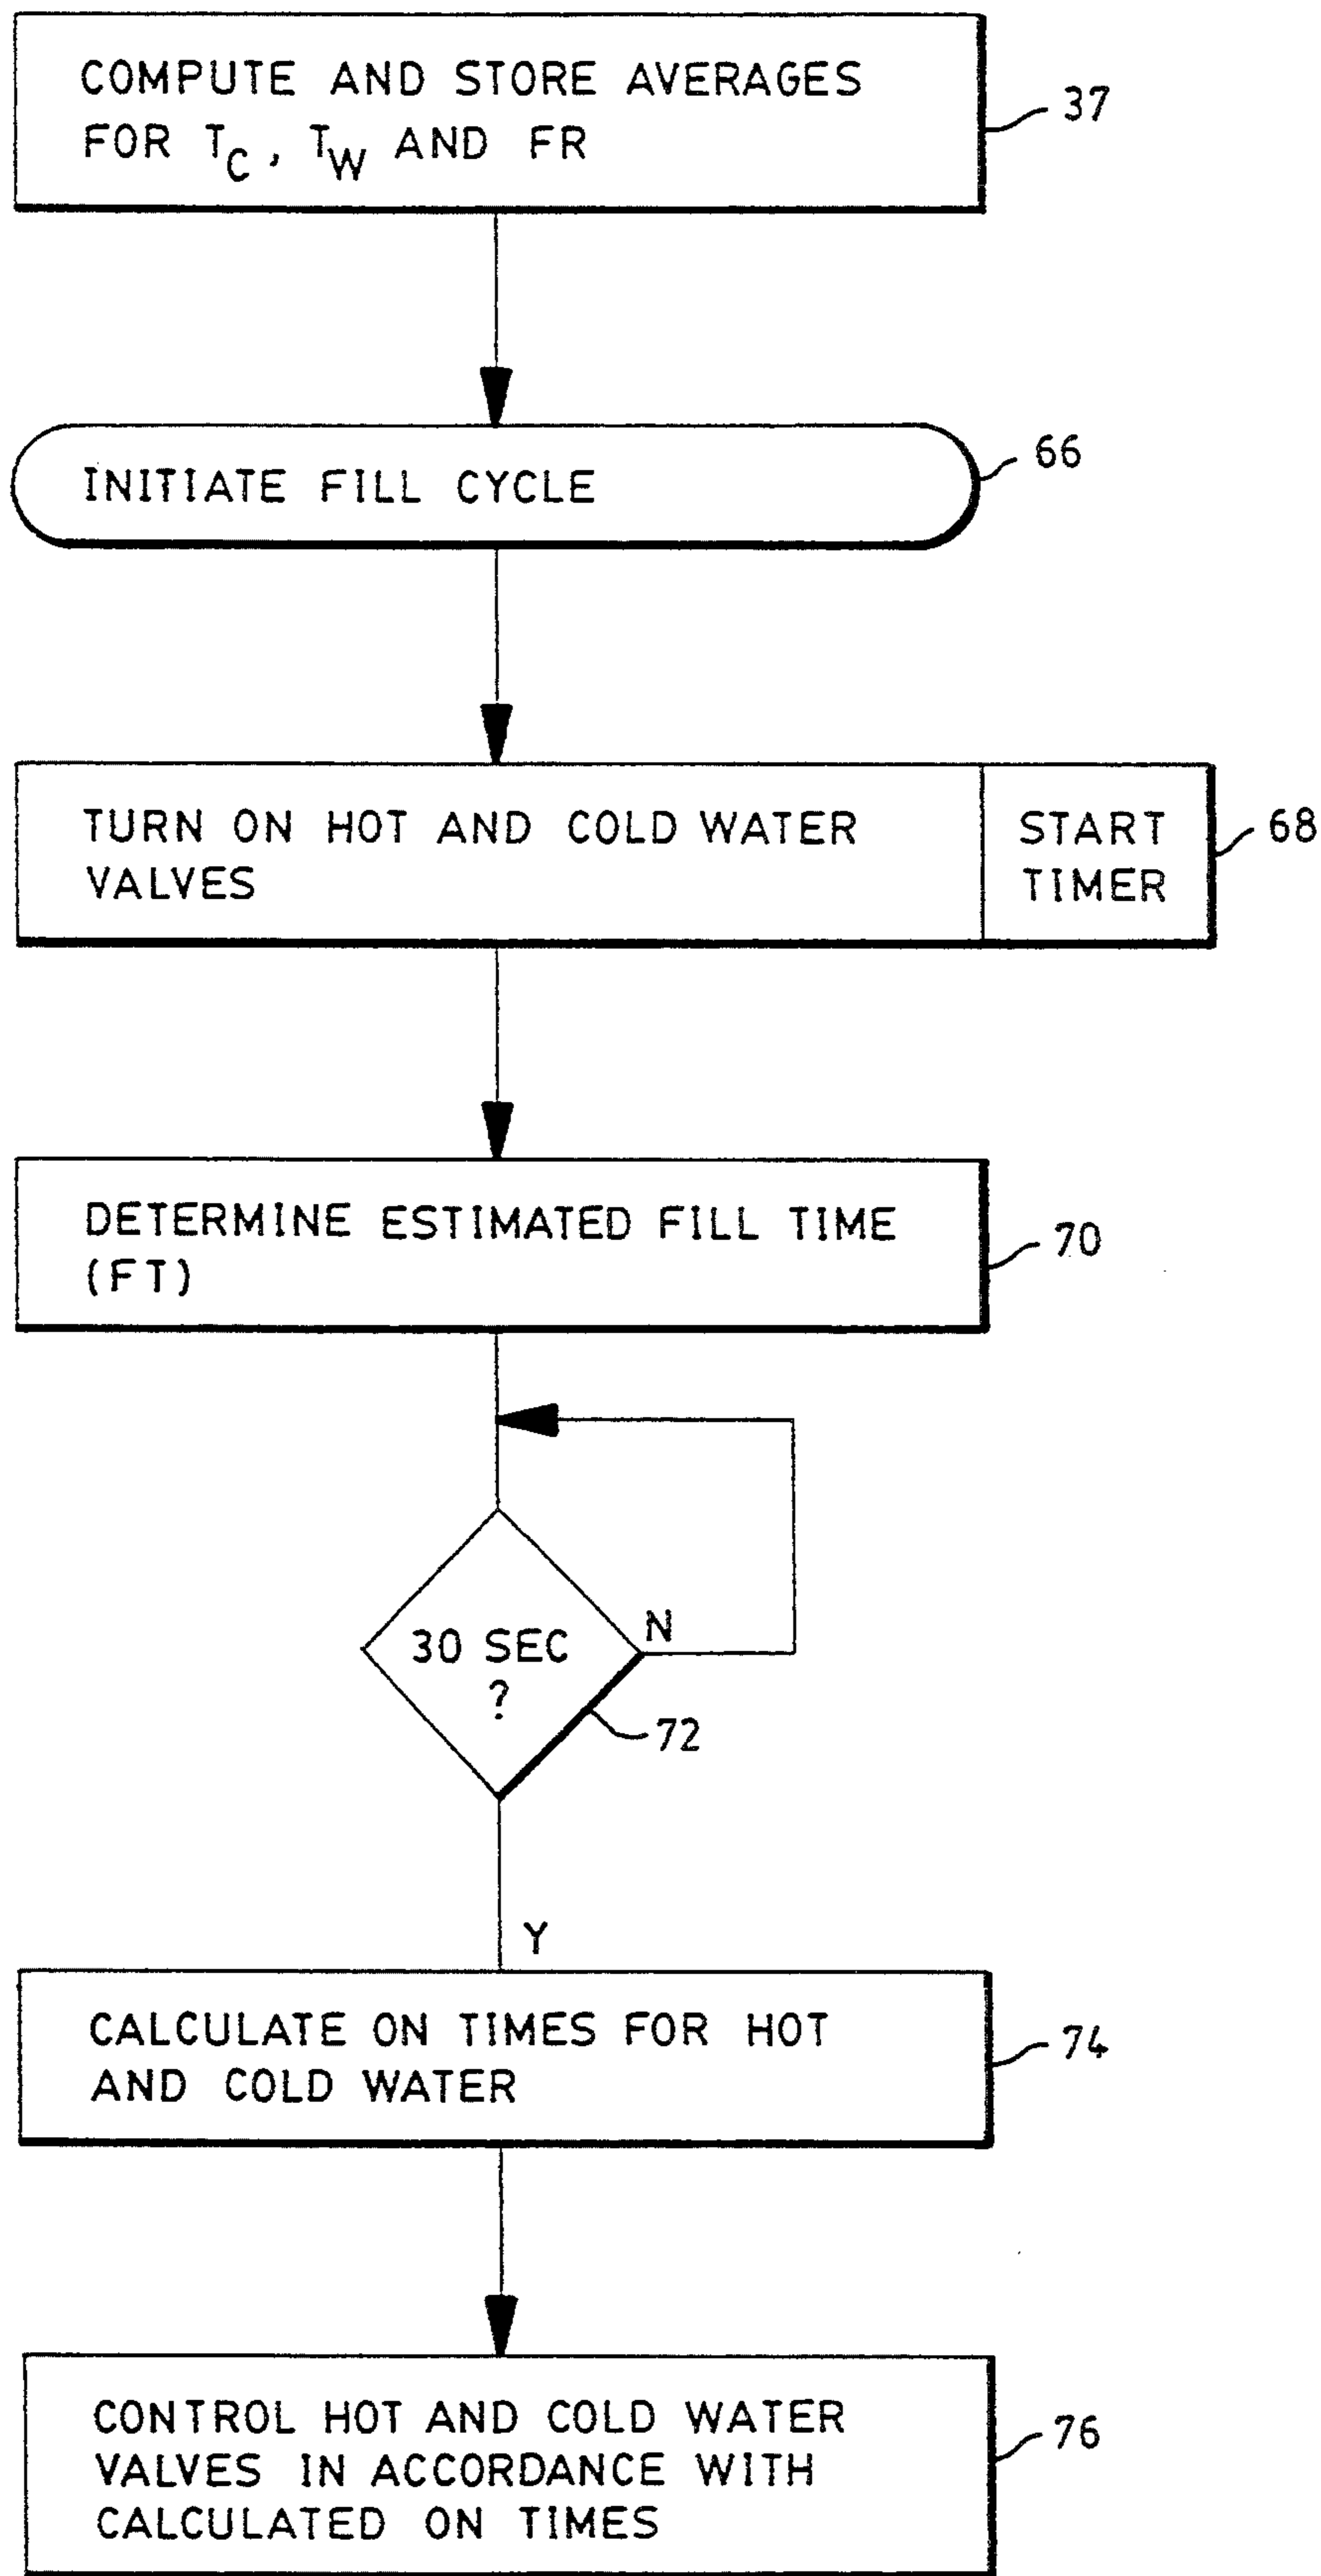 COMPUTE AND STORE AVERAGES
FOR TC, TW AND FR
37
INITIATE FILL CYCLE
66
TURN ON HOT AND COLD WATER
VALVES
START
TIMER
68
DETERMINE ESTIMATED FILL TIME
(FT)
70
30 SEC
?
N
72
Y
CALCULATE ON TIMES FOR HOT
AND COLD WATER
74
CONTROL HOT AND COLD WATER
VALVES IN ACCORDANCE WITH
CALCULATED ON TIMES
76